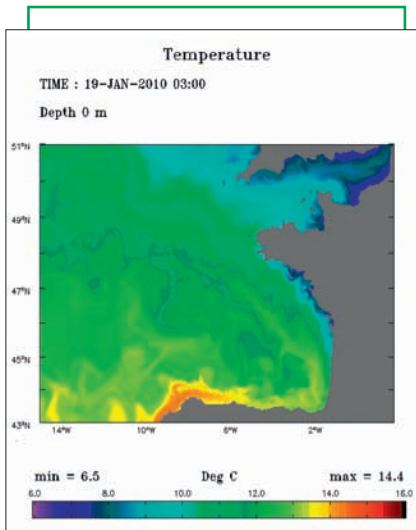 Temperature
TIME : 19-JAN-2010 03:00
Depth 0 m
51°N
49°N
47°N
45°N
43°N
14°W 10°W 6°W 2°W
min = 6.5 Deg C max = 14.4
6.0 8.0 10.0 12.0 14.0 16.0